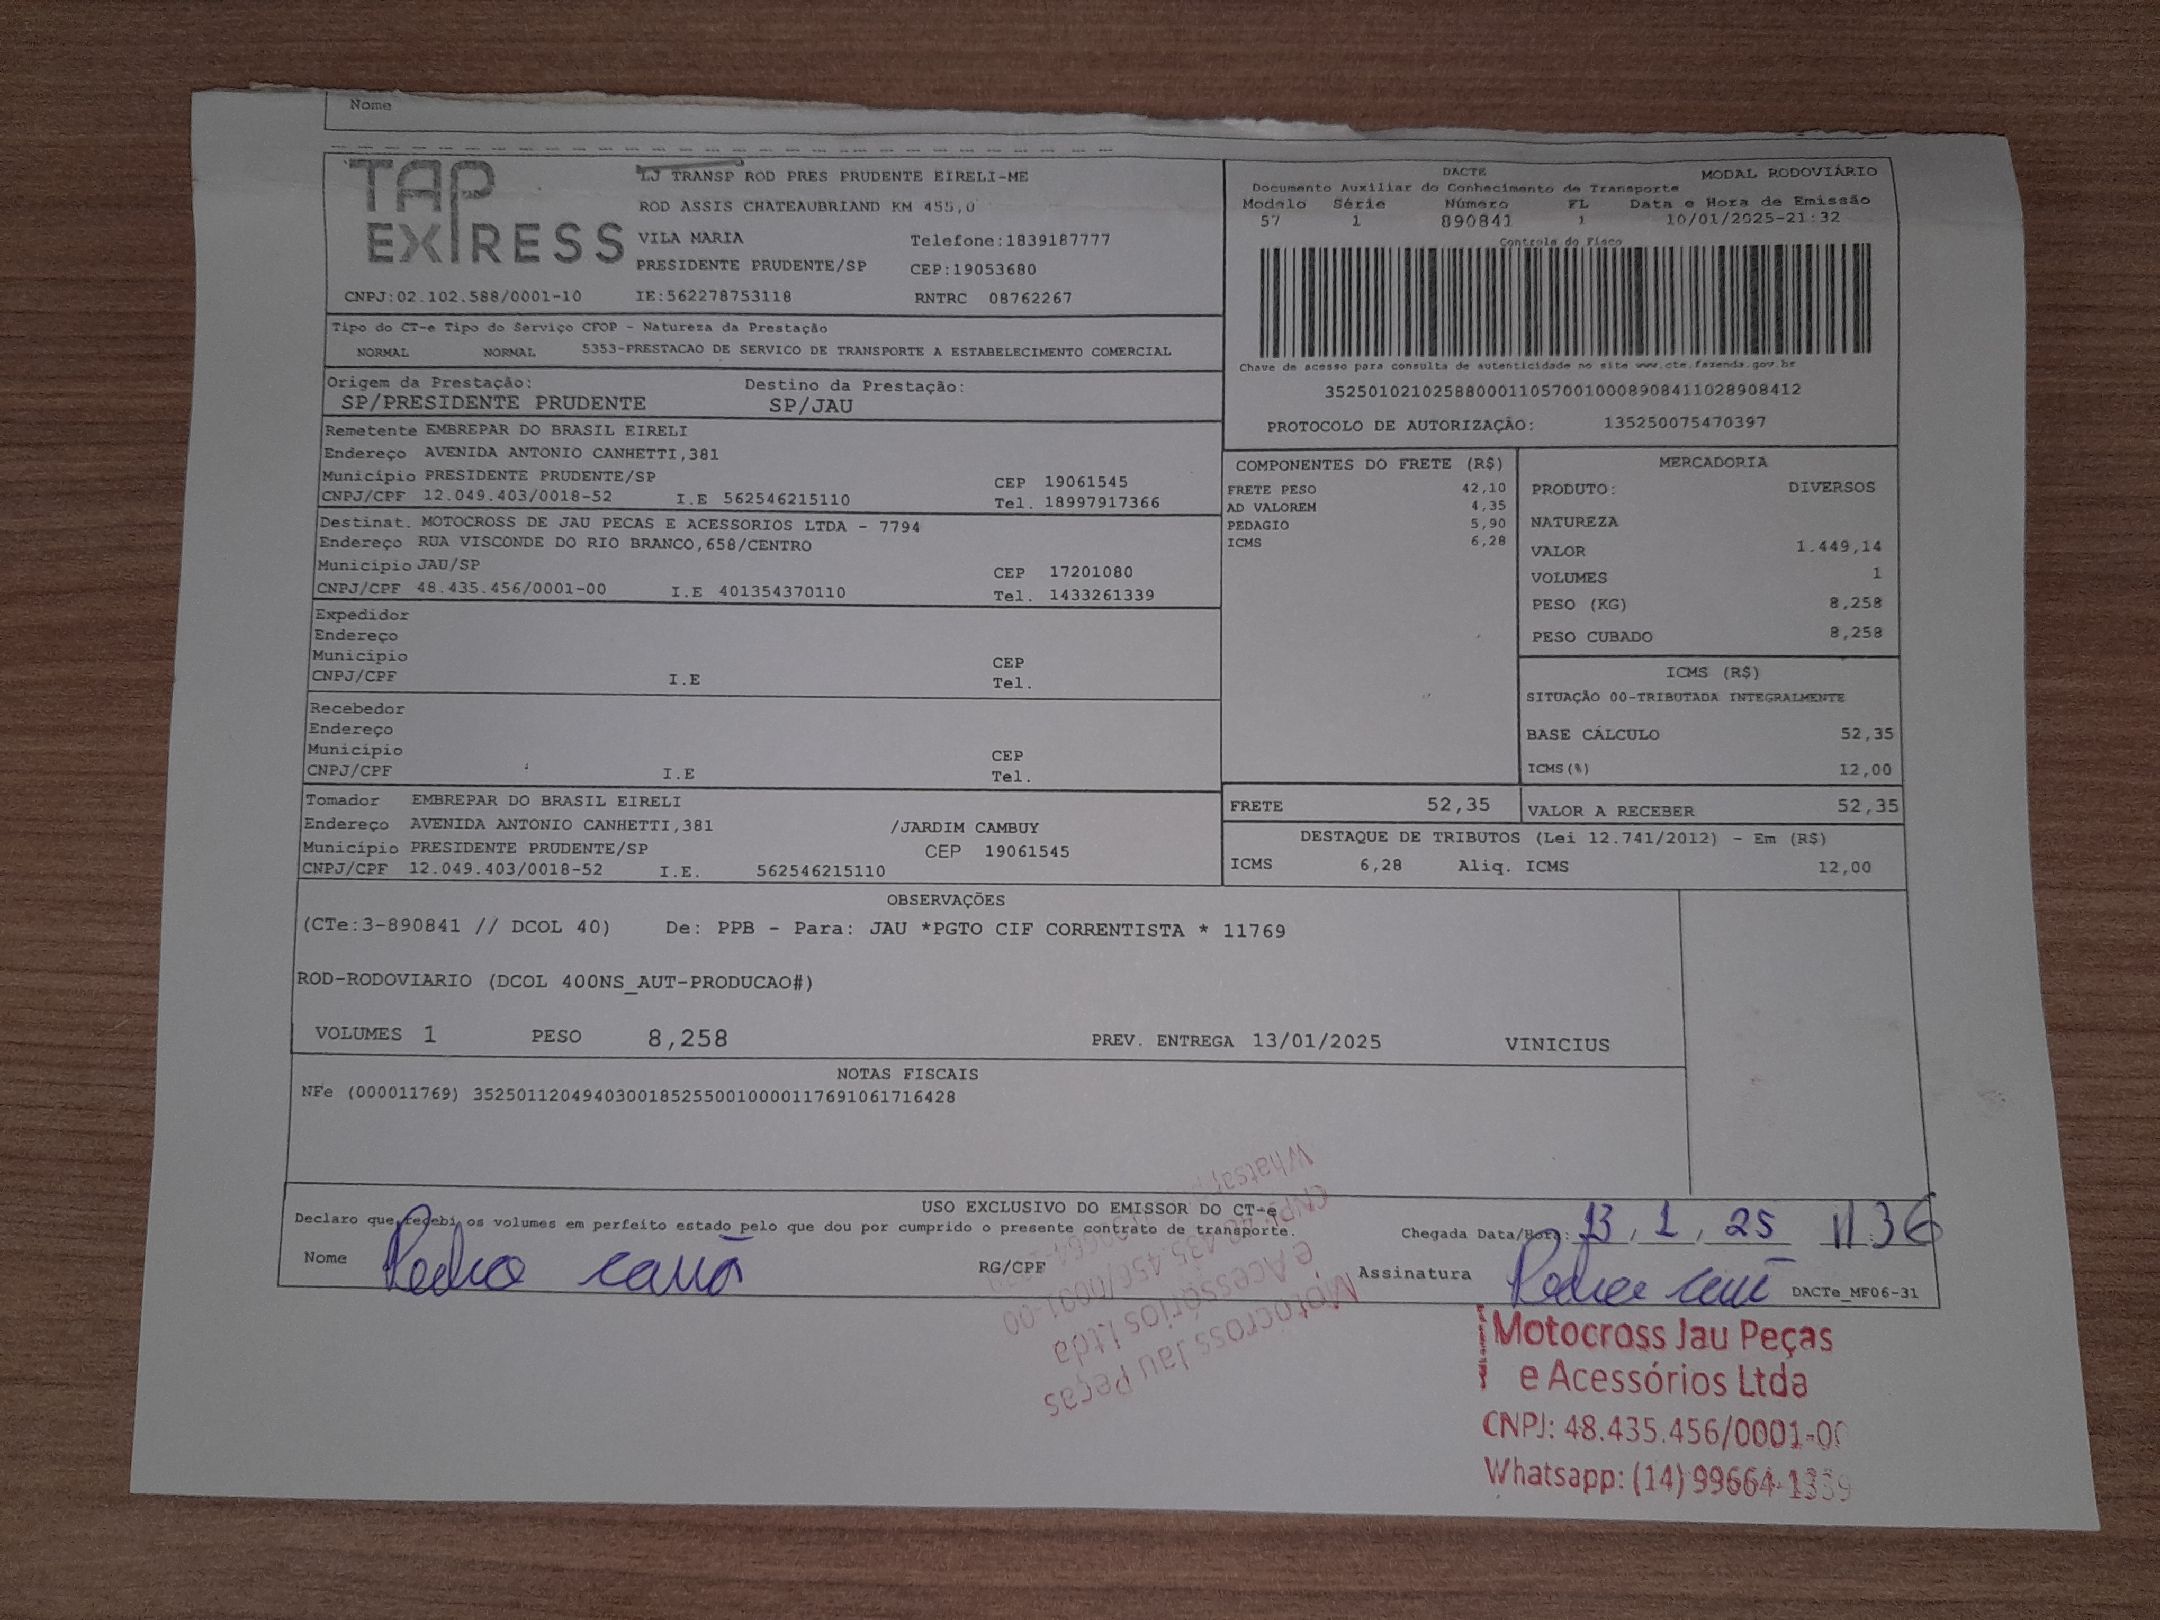 Nome
TAP EXPRESS
LJ TRANSP ROD PRES PRUDENTE EIRELI-ME
ROD ASSIS CHATEAUBRIAND KM 455,0
VILA MARIA Telefone:1839187777
PRESIDENTE PRUDENTE/SP CEP:19053680
CNPJ:02.102.588/0001-10 IE:562278753118 RNTRC 08762267
DACTE MODAL RODOVIÁRIO
Documento Auxiliar do Conhecimento de Transporte
Modelo Série Número FL Data e Hora de Emissão
57 1 890841 1 10/01/2025-21:32
Controle do Fisco
Chave de acesso para consulta de autenticidade no site www.cte.fazenda.gov.br
35250102102588000110570010008908411028908412
PROTOCOLO DE AUTORIZAÇÃO: 135250075470397
Tipo do CT-e Tipo do Serviço CFOP - Natureza da Prestação
NORMAL NORMAL 5353-PRESTACAO DE SERVICO DE TRANSPORTE A ESTABELECIMENTO COMERCIAL
Origem da Prestação: Destino da Prestação:
SP/PRESIDENTE PRUDENTE SP/JAU
Remetente EMBREPAR DO BRASIL EIRELI
Endereço AVENIDA ANTONIO CANHETTI,381
Município PRESIDENTE PRUDENTE/SP CEP 19061545
CNPJ/CPF 12.049.403/0018-52 I.E 562546215110 Tel. 18997917366
Destinat. MOTOCROSS DE JAU PECAS E ACESSORIOS LTDA - 7794
Endereço RUA VISCONDE DO RIO BRANCO,658/CENTRO
Município JAU/SP CEP 17201080
CNPJ/CPF 48.435.456/0001-00 I.E 401354370110 Tel. 1433261339
Expedidor
Endereço
Município CEP
CNPJ/CPF I.E Tel.
Recebedor
Endereço
Município CEP
CNPJ/CPF I.E Tel.
Tomador EMBREPAR DO BRASIL EIRELI
Endereço AVENIDA ANTONIO CANHETTI,381 /JARDIM CAMBUY
Município PRESIDENTE PRUDENTE/SP CEP 19061545
CNPJ/CPF 12.049.403/0018-52 I.E. 562546215110
COMPONENTES DO FRETE (R$)
FRETE PESO 42,10
AD VALOREM 4,35
PEDAGIO 5,90
ICMS 6,28
MERCADORIA
PRODUTO: DIVERSOS
NATUREZA
VALOR 1.449,14
VOLUMES 1
PESO (KG) 8,258
PESO CUBADO 8,258
ICMS (R$)
SITUAÇÃO 00-TRIBUTADA INTEGRALMENTE
BASE CÁLCULO 52,35
ICMS(%) 12,00
FRETE 52,35 VALOR A RECEBER 52,35
DESTAQUE DE TRIBUTOS (Lei 12.741/2012) - Em (R$)
ICMS 6,28 Aliq. ICMS 12,00
OBSERVAÇÕES
(CTe:3-890841 // DCOL 40) De: PPB - Para: JAU *PGTO CIF CORRENTISTA * 11769
ROD-RODOVIARIO (DCOL 400NS_AUT-PRODUCAO#)
VOLUMES 1 PESO 8,258 PREV. ENTREGA 13/01/2025 VINICIUS
NOTAS FISCAIS
NFe (000011769) 35250112049403001852550010000117691061716428
USO EXCLUSIVO DO EMISSOR DO CT-e
Declaro que recebi os volumes em perfeito estado pelo que dou por cumprido o presente contrato de transporte.
Chegada Data/Hora: 13/1/25 11:36
Nome Pedro RG/CPF Assinatura Pedro DACTe_MF06-31
Motocross Jau Peças
e Acessórios Ltda
CNPJ: 48.435.456/0001-00
Whatsapp
Motocross Jau Peças
e Acessórios Ltda
CNPJ: 48.435.456/0001-00
Whatsapp: (14) 99664-1339